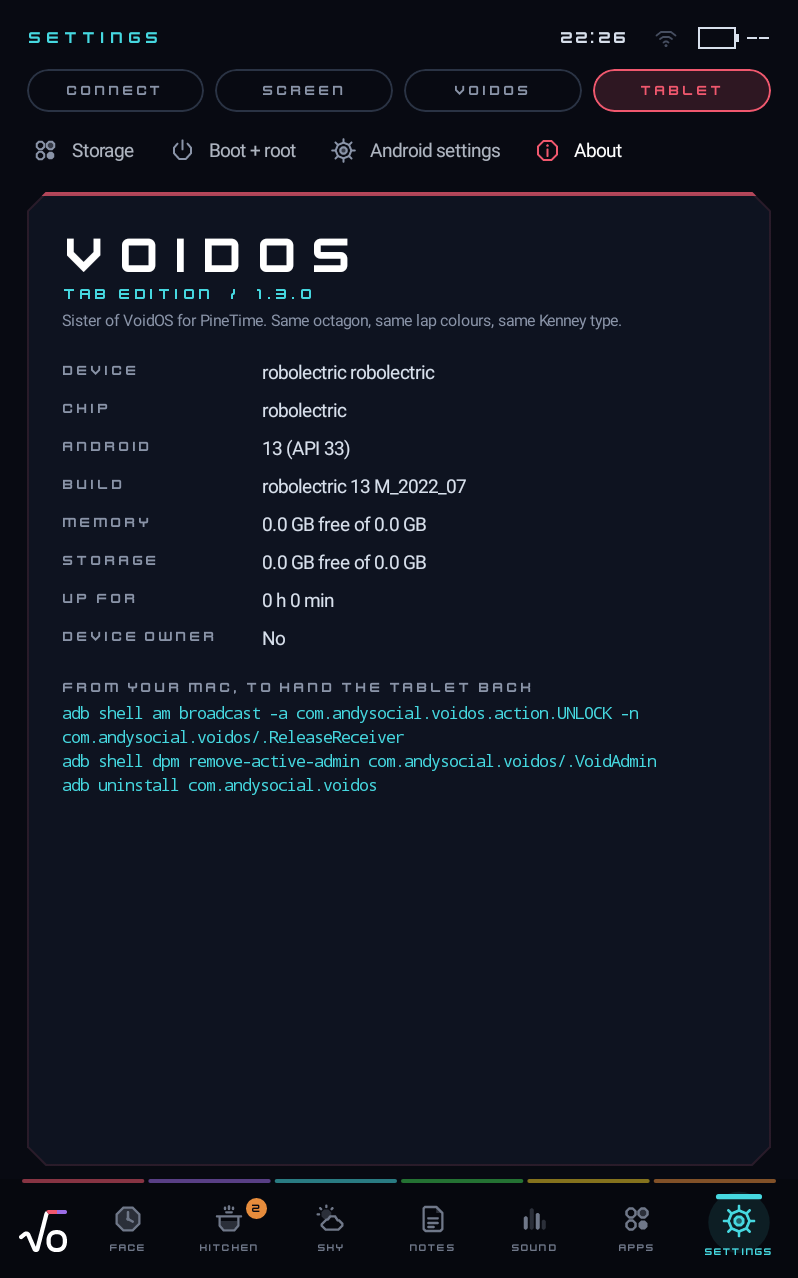 SETTINGS
22:26
--
CONNECT
SCREEN
VOIDOS
TABLET
Storage
Boot + root
Android settings
About
VOIDOS
TAB EDITION / 1.3.0
Sister of VoidOS for PineTime. Same octagon, same lap colours, same Kenney type.
DEVICE robolectric robolectric
CHIP robolectric
ANDROID 13 (API 33)
BUILD robolectric 13 M_2022_07
MEMORY 0.0 GB free of 0.0 GB
STORAGE 0.0 GB free of 0.0 GB
UP FOR 0 h 0 min
DEVICE OWNER No
FROM YOUR MAC, TO HAND THE TABLET BACK
adb shell am broadcast -a com.andysocial.voidos.action.UNLOCK -n
com.andysocial.voidos/.ReleaseReceiver
adb shell dpm remove-active-admin com.andysocial.voidos/.VoidAdmin
adb uninstall com.andysocial.voidos
2
FACE
KITCHEN
SKY
NOTES
SOUND
APPS
SETTINGS